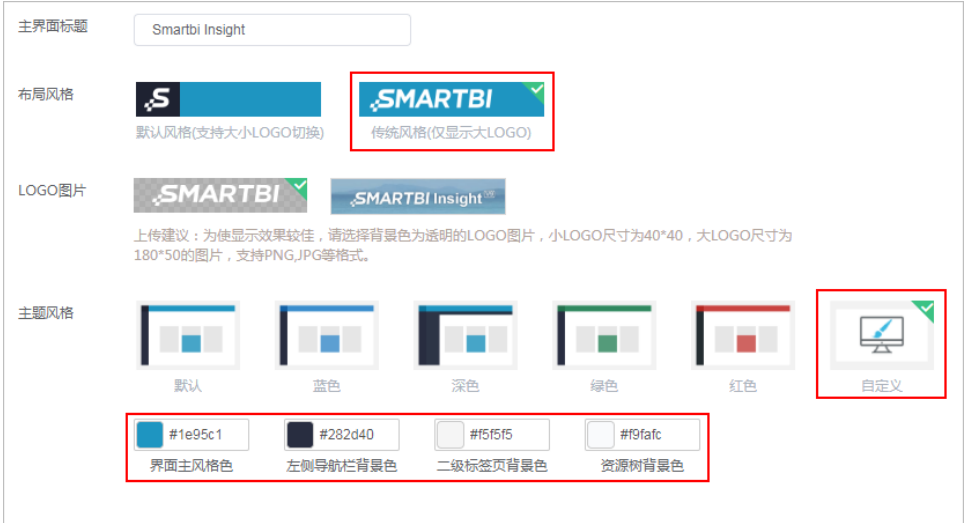 主界面标题
Smartbi Insight
布局风格
S
SMARTBI
默认风格(支持大小LOGO切换)
传统风格(仅显示大LOGO)
LOGO图片
SMARTBI
SMARTBI Insight
上传建议：为使显示效果较佳，请选择背景色为透明的LOGO图片，小LOGO尺寸为40*40，大LOGO尺寸为
180*50的图片，支持PNG,JPG等格式。
主题风格
默认
蓝色
深色
绿色
红色
自定义
#1e95c1
#282d40
#f5f5f5
#f9fafc
界面主风格色
左侧导航栏背景色
二级标签页背景色
资源树背景色